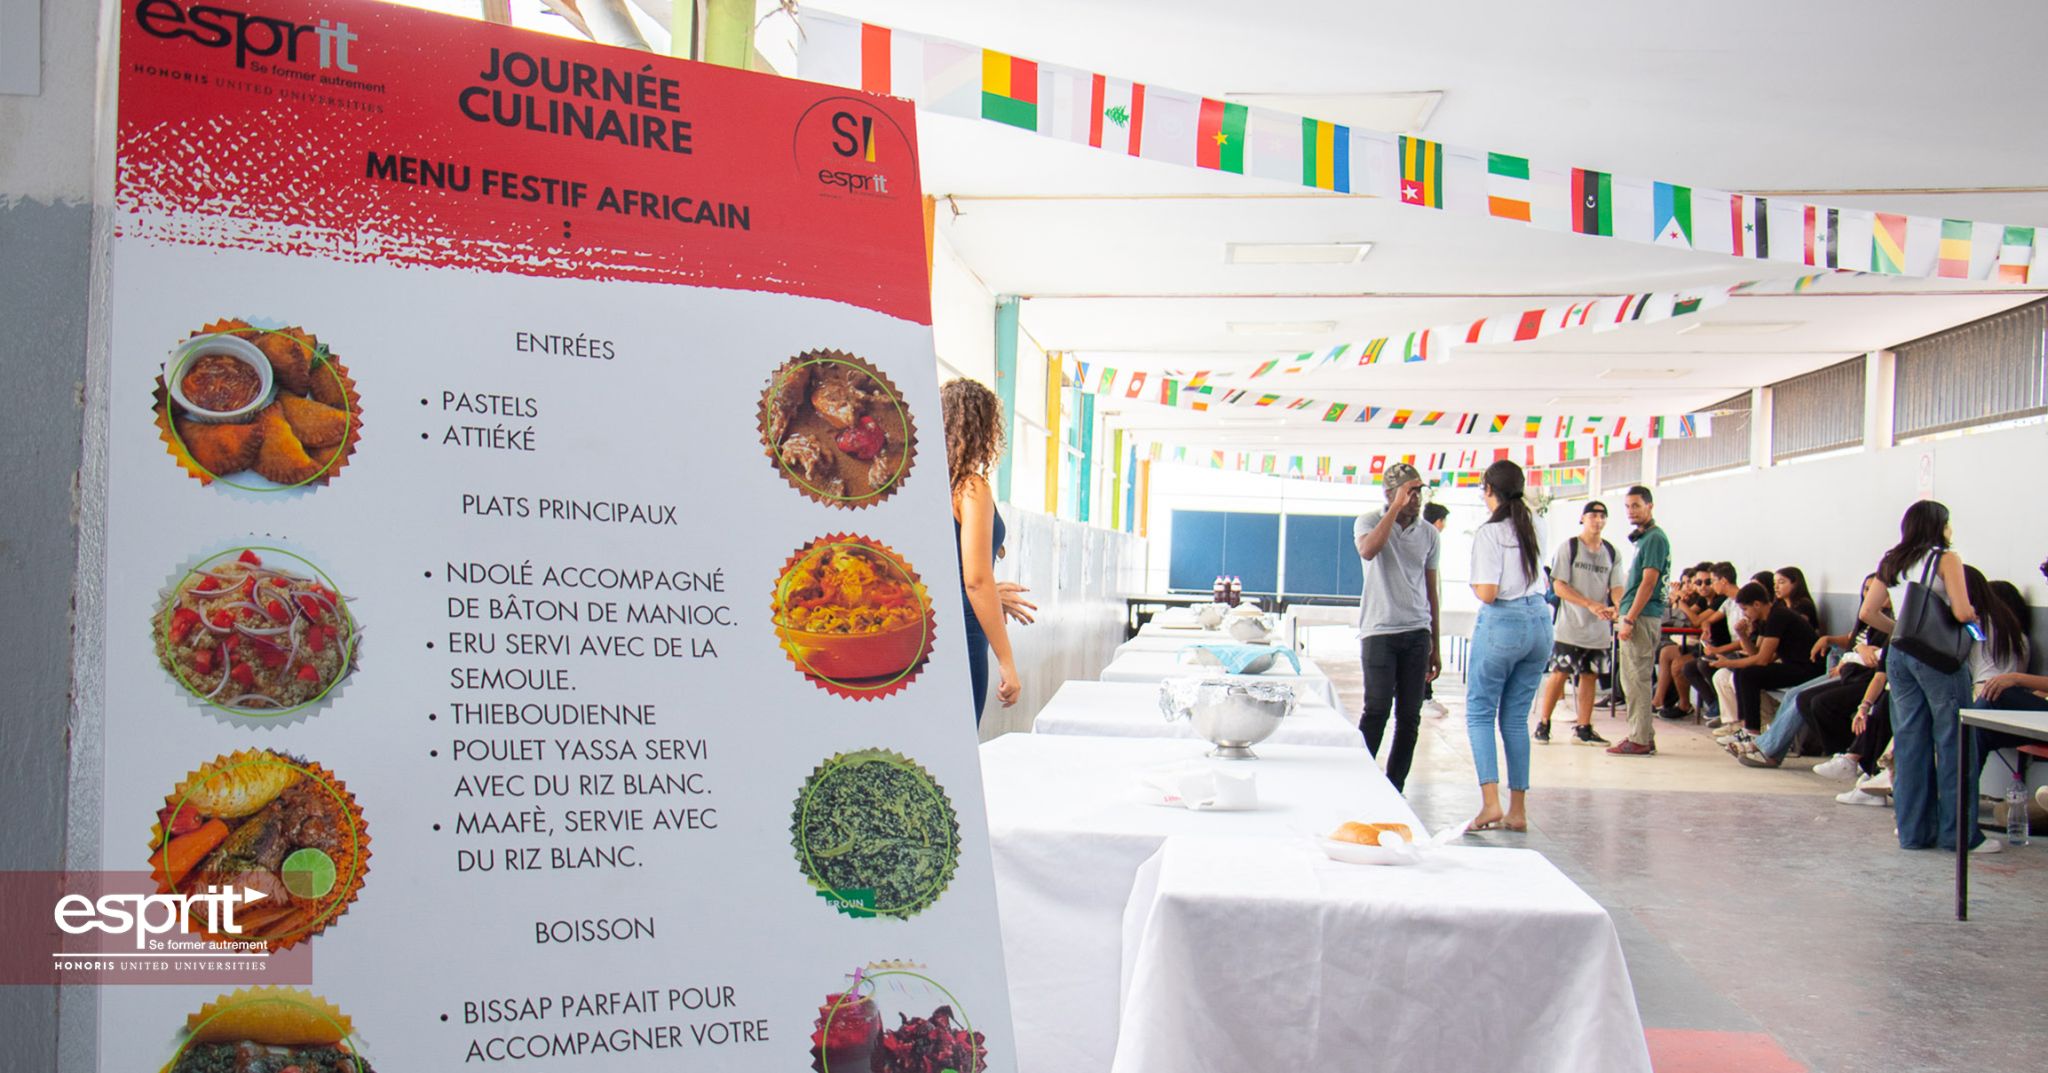 esprit
Se former autrement
HONORIS UNITED UNIVERSITIES
JOURNÉE
CULINAIRE
MENU FESTIF AFRICAIN
:
SI
esprit
ENTRÉES
• PASTELS
• ATTIÉKÉ
PLATS PRINCIPAUX
• NDOLÉ ACCOMPAGNÉ
DE BÂTON DE MANIOC.
• ERU SERVI AVEC DE LA
SEMOULE.
• THIEBOUDIENNE
• POULET YASSA SERVI
AVEC DU RIZ BLANC.
• MAAFÈ, SERVIE AVEC
DU RIZ BLANC.
EROUN
BOISSON
• BISSAP PARFAIT POUR
ACCOMPAGNER VOTRE
esprit
Se former autrement
HONORIS UNITED UNIVERSITIES